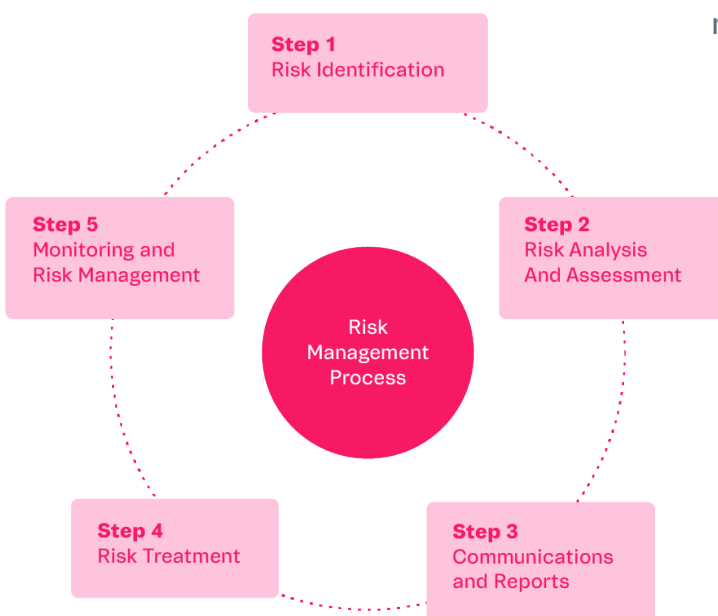 Step 1
Risk Identification
Step 2
Risk Analysis
And Assessment
Step 3
Communications
and Reports
Step 4
Risk Treatment
Step 5
Monitoring and
Risk Management
Risk
Management
Process